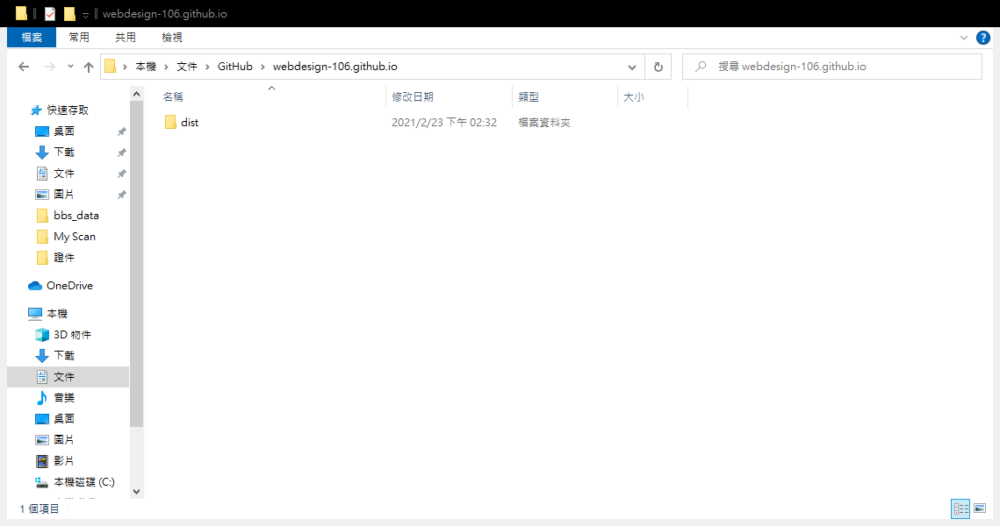 webdesign-106.github.io
檔案 常用 共用 檢視
本機 文件 GitHub webdesign-106.github.io 搜尋 webdesign-106.github.io
名稱 修改日期 類型 大小
dist 2021/2/23 下午 02:32 檔案資料夾
快速存取
桌面
下載
文件
圖片
bbs_data
My Scan
證件
OneDrive
本機
3D 物件
下載
文件
音樂
桌面
圖片
影片
本機磁碟 (C:)
1 個項目